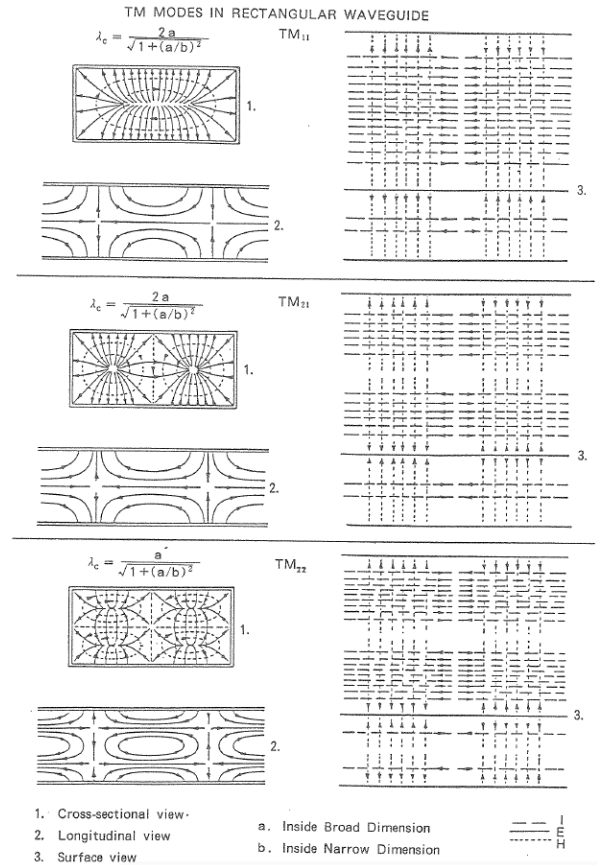 TM MODES IN RECTANGULAR WAVEGUIDE
λc = 2a / √1+(a/b)²
TM₁₁
1.
2.
3.
λc = 2a / √1+(a/b)²
TM₂₁
1.
2.
3.
λc = a / √1+(a/b)²
TM₂₂
1.
2.
3.
1. Cross-sectional view.
2. Longitudinal view
3. Surface view
a. Inside Broad Dimension
b. Inside Narrow Dimension
I
E
H